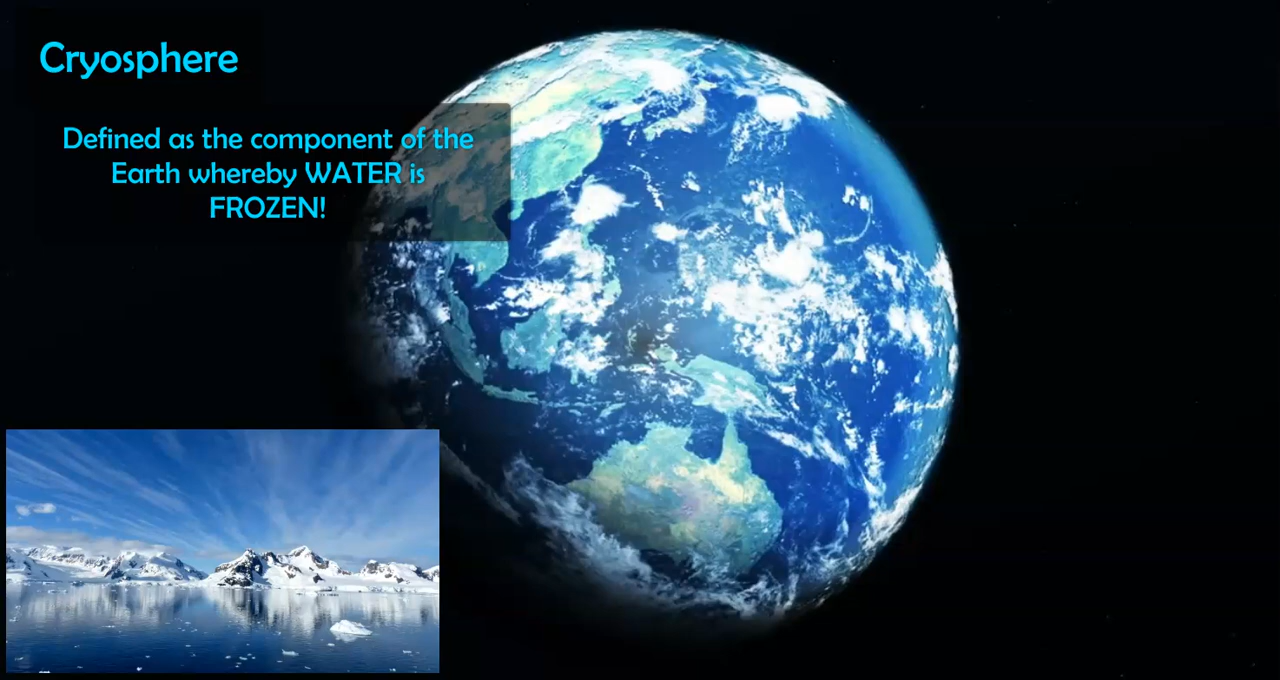 Cryosphere
Defined as the component of the
Earth whereby WATER is
FROZEN!